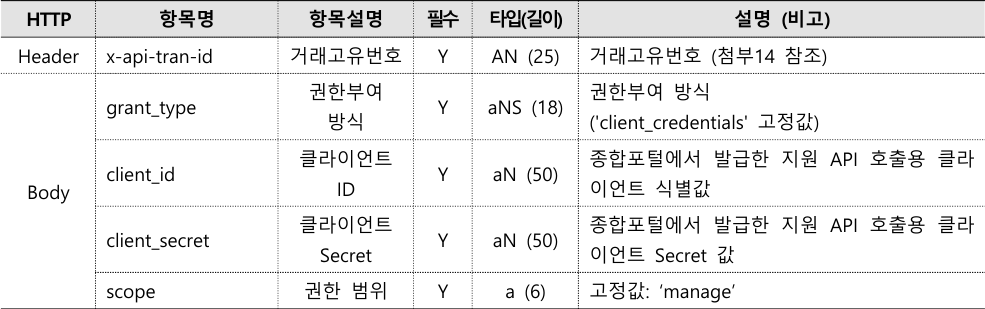 HTTP 항목명 항목설명 필수 타입(길이) 설명 (비고)
Header x-api-tran-id 거래고유번호 Y AN (25) 거래고유번호 (첨부14 참조)
Body
grant_type 권한부여
방식 Y aNS (18) 권한부여 방식
('client_credentials' 고정값)
client_id 클라이언트
ID Y aN (50) 종합포털에서 발급한 지원 API 호출용 클라
이언트 식별값
client_secret 클라이언트
Secret Y aN (50) 종합포털에서 발급한 지원 API 호출용 클라
이언트 Secret 값
scope 권한 범위 Y a (6) 고정값: ‘manage‘